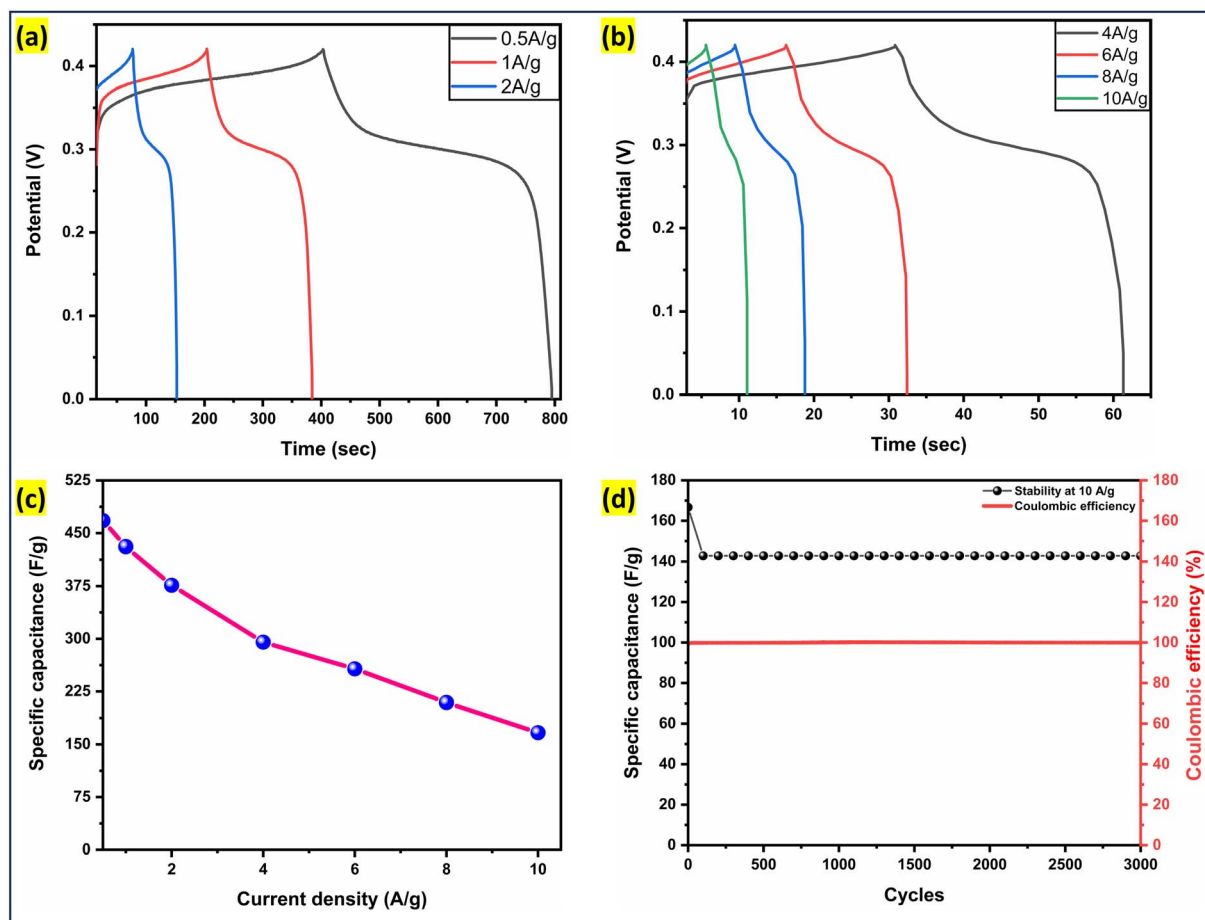 (a)
0.5A/g
1A/g
2A/g
Potential (V)
0.4
0.3
0.2
0.1
0.0
100 200 300 400 500 600 700 800
Time (sec)
(b)
4A/g
6A/g
8A/g
10A/g
Potential (V)
0.4
0.3
0.2
0.1
0.0
10 20 30 40 50 60
Time (sec)
(c)
Specific capacitance (F/g)
525
450
375
300
225
150
75
0
2 4 6 8 10
Current density (A/g)
(d)
Stability at 10 A/g
Coulombic efficiency
Specific capacitance (F/g)
180
160
140
120
100
80
60
40
20
0
0 500 1000 1500 2000 2500 3000
Cycles
180
160
140
120
100
80
60
40
20
0
Coulombic efficiency (%)